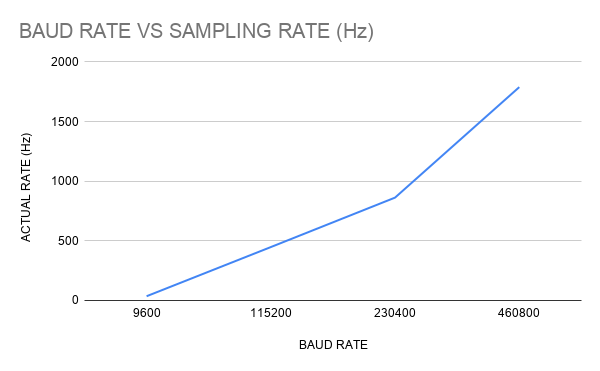 BAUD RATE VS SAMPLING RATE (Hz)
2000
1500
1000
500
0
ACTUAL RATE (Hz)
9600 115200 230400 460800
BAUD RATE